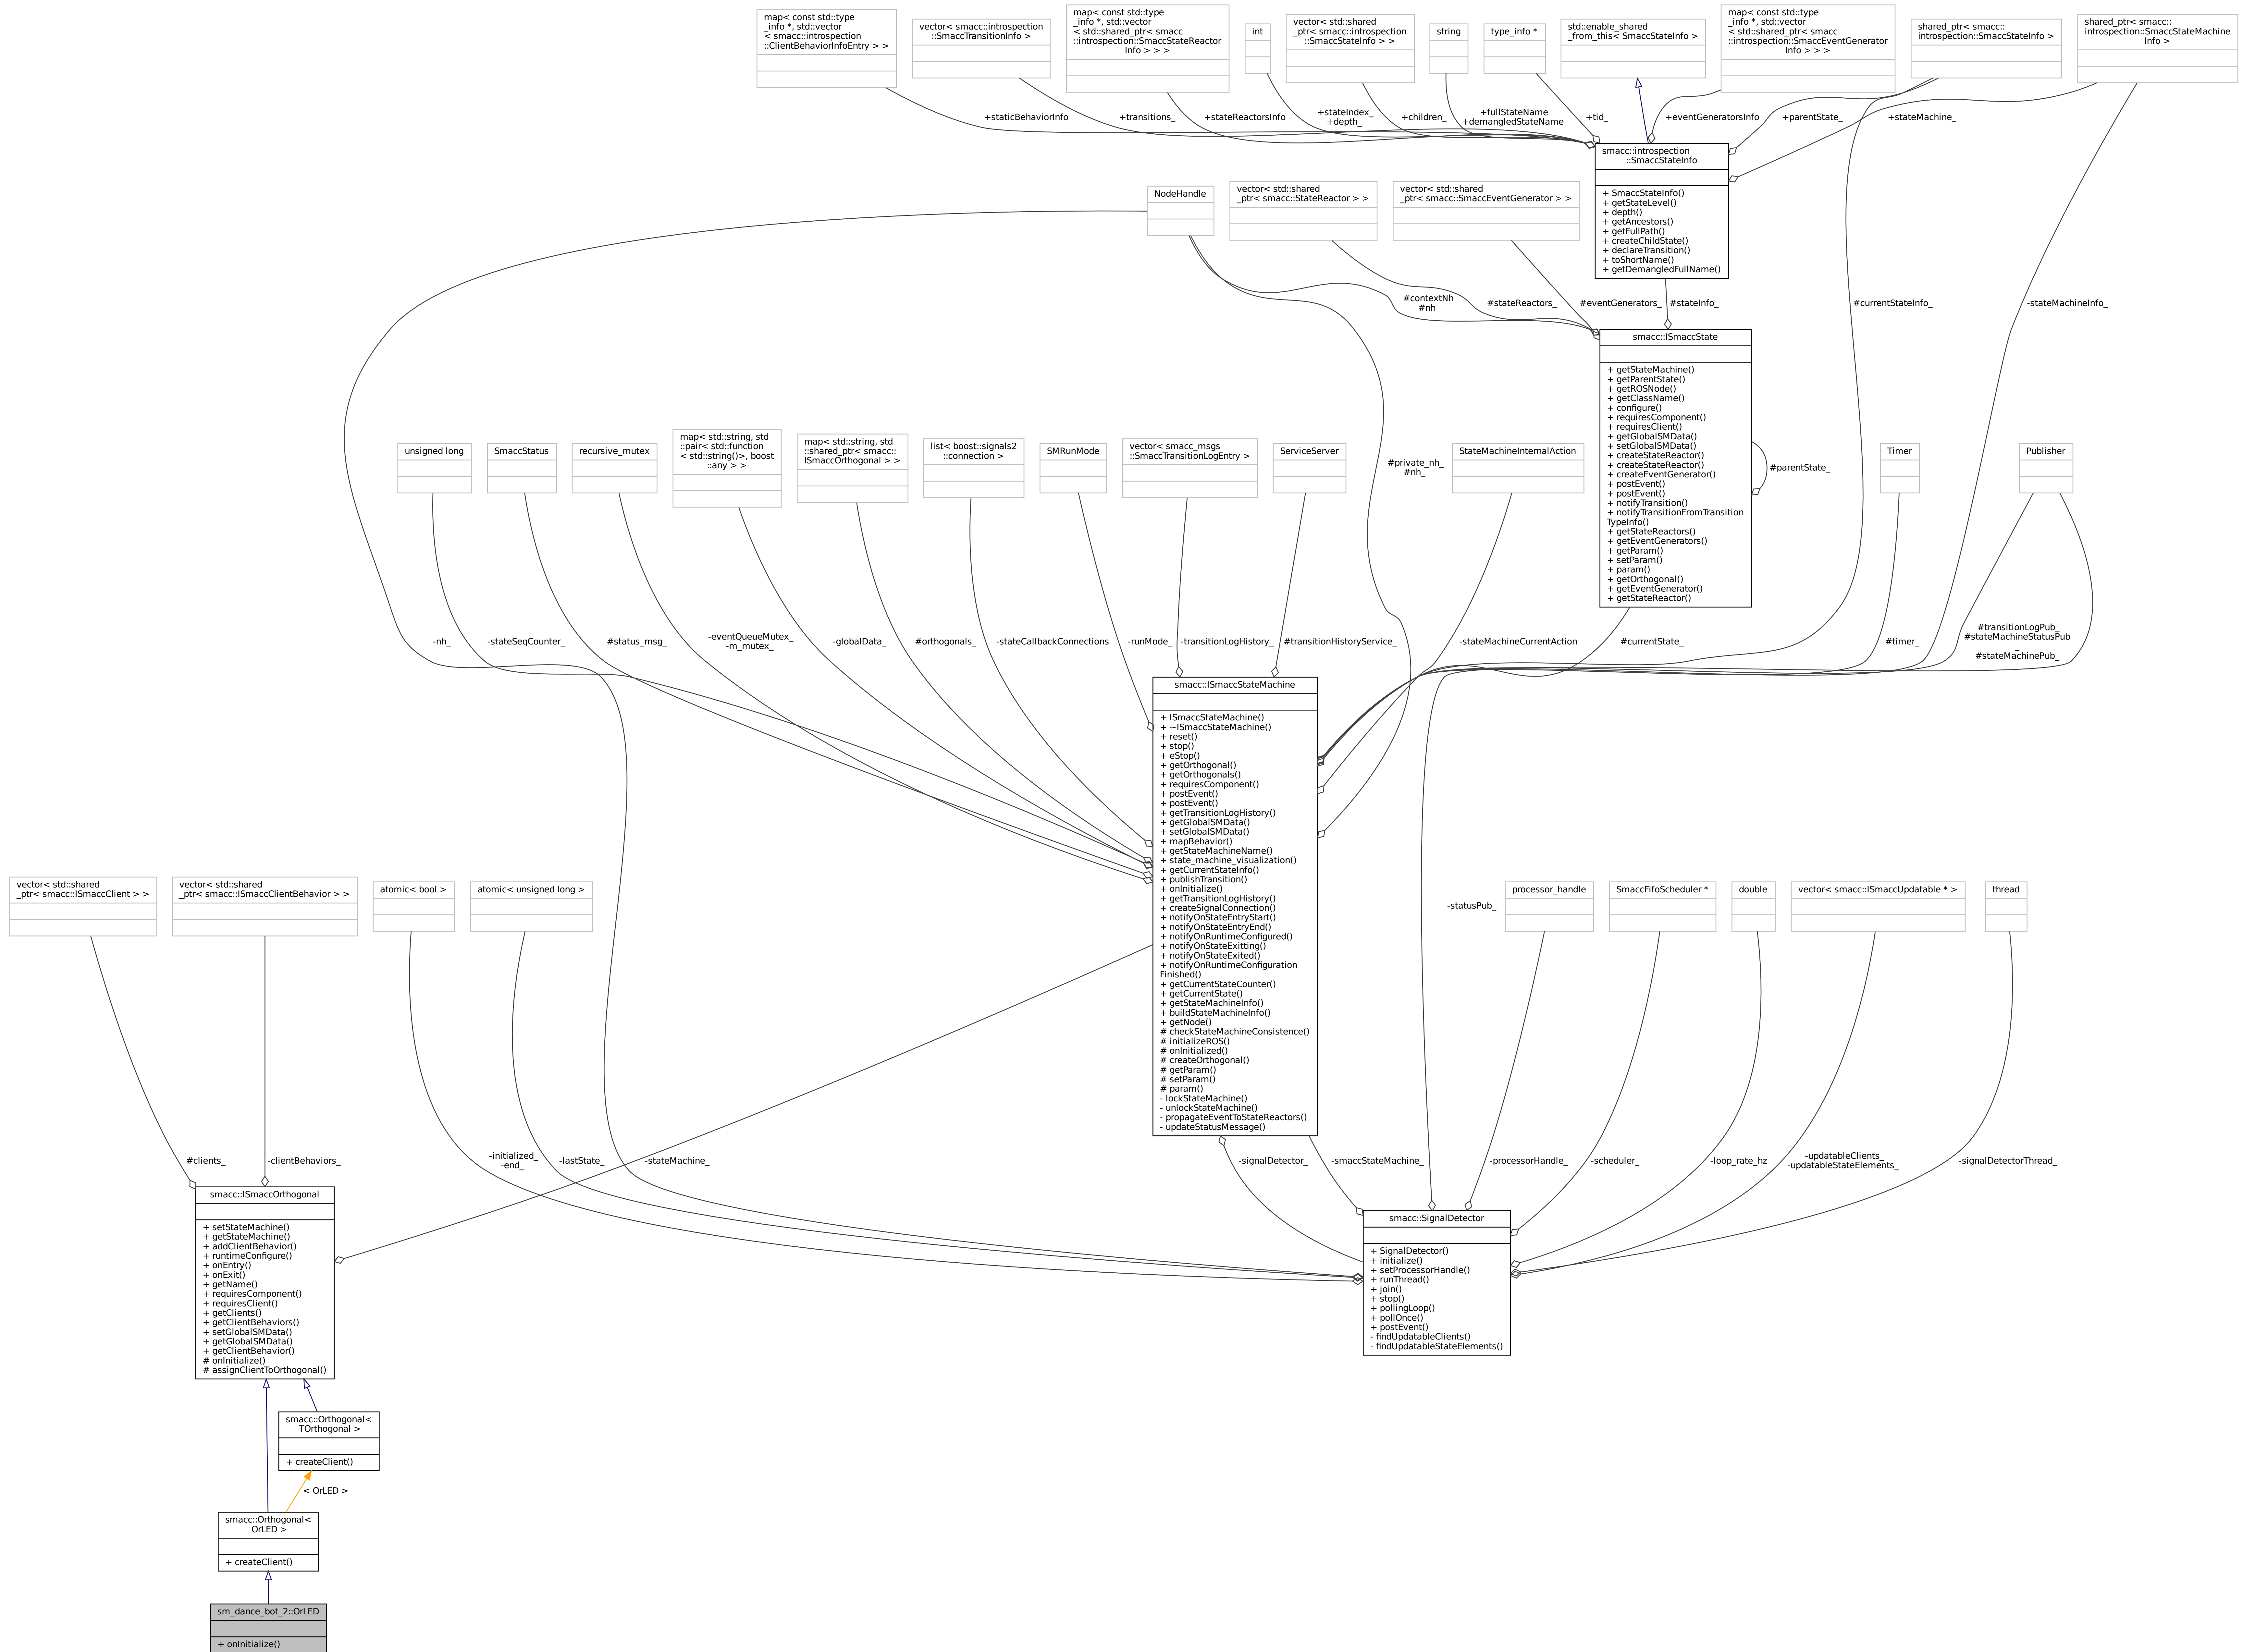 map< const std::type
_info *, std::vector
< smacc::introspection
::ClientBehaviorInfoEntry > >
vector< smacc::introspection
::SmaccTransitionInfo >
map< const std::type
_info *, std::vector
< std::shared_ptr< smacc
::introspection::SmaccStateReactor
Info > > >
int
vector< std::shared
_ptr< smacc::introspection
::SmaccStateInfo > >
string
type_info *
std::enable_shared
_from_this< SmaccStateInfo >
map< const std::type
_info *, std::vector
< std::shared_ptr< smacc
::introspection::SmaccEventGenerator
Info > > >
shared_ptr< smacc::
introspection::SmaccStateInfo >
shared_ptr< smacc::
introspection::SmaccStateMachine
Info >
+staticBehaviorInfo
+transitions_
+stateReactorsInfo
+stateIndex_
+depth_
+children_
+fullStateName
+demangledStateName
+tid_
+eventGeneratorsInfo
+parentState_
+stateMachine_
smacc::introspection
::SmaccStateInfo
+ SmaccStateInfo()
+ getStateLevel()
+ depth()
+ getAncestors()
+ getFullPath()
+ createChildState()
+ declareTransition()
+ toShortName()
+ getDemangledFullName()
NodeHandle
vector< std::shared
_ptr< smacc::StateReactor > >
vector< std::shared
_ptr< smacc::SmaccEventGenerator > >
#contextNh
#nh
#stateReactors_
#eventGenerators_
#stateInfo_
#currentStateInfo_
-stateMachineInfo_
smacc::ISmaccState
+ getStateMachine()
+ getParentState()
+ getROSNode()
+ getClassName()
+ configure()
+ requiresComponent()
+ requiresClient()
+ getGlobalSMData()
+ setGlobalSMData()
+ createStateReactor()
+ createStateReactor()
+ createEventGenerator()
+ postEvent()
+ postEvent()
+ notifyTransition()
+ notifyTransitionFromTransition
TypeInfo()
+ getStateReactors()
+ getEventGenerators()
+ getParam()
+ setParam()
+ param()
+ getOrthogonal()
+ getEventGenerator()
+ getStateReactor()
#parentState_
unsigned long
SmaccStatus
recursive_mutex
map< std::string, std
::pair< std::function
< std::string()>, boost
::any > >
map< std::string, std
::shared_ptr< smacc::
ISmaccOrthogonal > >
list< boost::signals2
::connection >
SMRunMode
vector< smacc_msgs
::SmaccTransitionLogEntry >
ServiceServer
#private_nh_
#nh_
StateMachineInternalAction
Timer
Publisher
-nh_
-stateSeqCounter_
#status_msg_
-eventQueueMutex_
-m_mutex_
-globalData_
#orthogonals_
-stateCallbackConnections
-runMode_
-transitionLogHistory_
#transitionHistoryService_
-stateMachineCurrentAction
#currentState_
#timer_
#transitionLogPub_
#stateMachineStatusPub
_
#stateMachinePub_
smacc::ISmaccStateMachine
+ ISmaccStateMachine()
+ ~ISmaccStateMachine()
+ reset()
+ stop()
+ eStop()
+ getOrthogonal()
+ getOrthogonals()
+ requiresComponent()
+ postEvent()
+ postEvent()
+ getTransitionLogHistory()
+ getGlobalSMData()
+ setGlobalSMData()
+ mapBehavior()
+ getStateMachineName()
+ state_machine_visualization()
+ getCurrentStateInfo()
+ publishTransition()
+ onInitialize()
+ getTransitionLogHistory()
+ createSignalConnection()
+ notifyOnStateEntryStart()
+ notifyOnStateEntryEnd()
+ notifyOnRuntimeConfigured()
+ notifyOnStateExitting()
+ notifyOnStateExited()
+ notifyOnRuntimeConfiguration
Finished()
+ getCurrentStateCounter()
+ getCurrentState()
+ getStateMachineInfo()
+ buildStateMachineInfo()
+ getNode()
# checkStateMachineConsistence()
# initializeROS()
# onInitialized()
# createOrthogonal()
# getParam()
# setParam()
# param()
- lockStateMachine()
- unlockStateMachine()
- propagateEventToStateReactors()
- updateStatusMessage()
vector< std::shared
_ptr< smacc::ISmaccClient > >
vector< std::shared
_ptr< smacc::ISmaccClientBehavior > >
atomic< bool >
atomic< unsigned long >
-statusPub_
processor_handle
SmaccFifoScheduler *
double
vector< smacc::ISmaccUpdatable * >
thread
#clients_
-clientBehaviors_
-initialized_
-end_
-lastState_
-stateMachine_
-signalDetector_
-smaccStateMachine_
-processorHandle_
-scheduler_
-loop_rate_hz
-updatableClients_
-updatableStateElements_
-signalDetectorThread_
smacc::ISmaccOrthogonal
+ setStateMachine()
+ getStateMachine()
+ addClientBehavior()
+ runtimeConfigure()
+ onEntry()
+ onExit()
+ getName()
+ requiresComponent()
+ requiresClient()
+ getClients()
+ getClientBehaviors()
+ setGlobalSMData()
+ getGlobalSMData()
+ getClientBehavior()
# onInitialize()
# assignClientToOrthogonal()
smacc::SignalDetector
+ SignalDetector()
+ initialize()
+ setProcessorHandle()
+ runThread()
+ join()
+ stop()
+ pollingLoop()
+ pollOnce()
+ postEvent()
- findUpdatableClients()
- findUpdatableStateElements()
smacc::Orthogonal<
TOrthogonal >
+ createClient()
< OrLED >
smacc::Orthogonal<
OrLED >
+ createClient()
sm_dance_bot_2::OrLED
+ onInitialize()